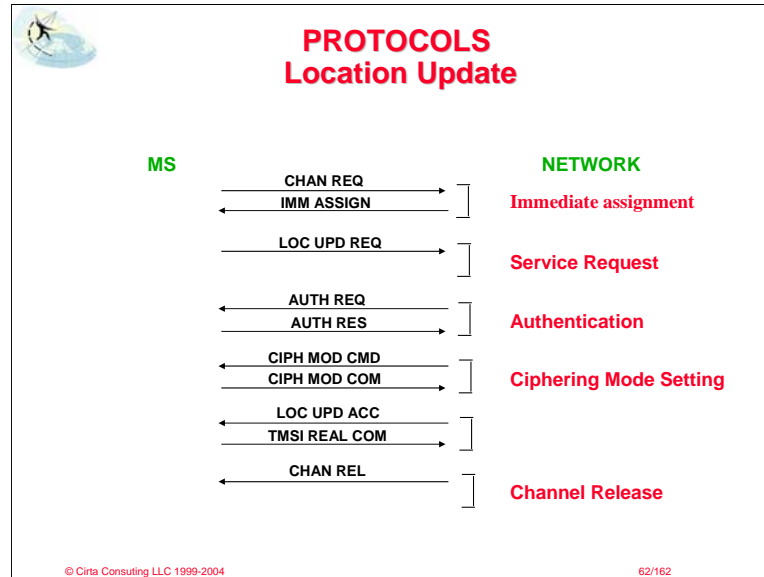 PROTOCOLS
Location Update
MS
NETWORK
CHAN REQ
IMM ASSIGN
Immediate assignment
LOC UPD REQ
Service Request
AUTH REQ
AUTH RES
Authentication
CIPH MOD CMD
CIPH MOD COM
Ciphering Mode Setting
LOC UPD ACC
TMSI REAL COM
CHAN REL
Channel Release
© Cirta Consuting LLC 1999-2004
62/162